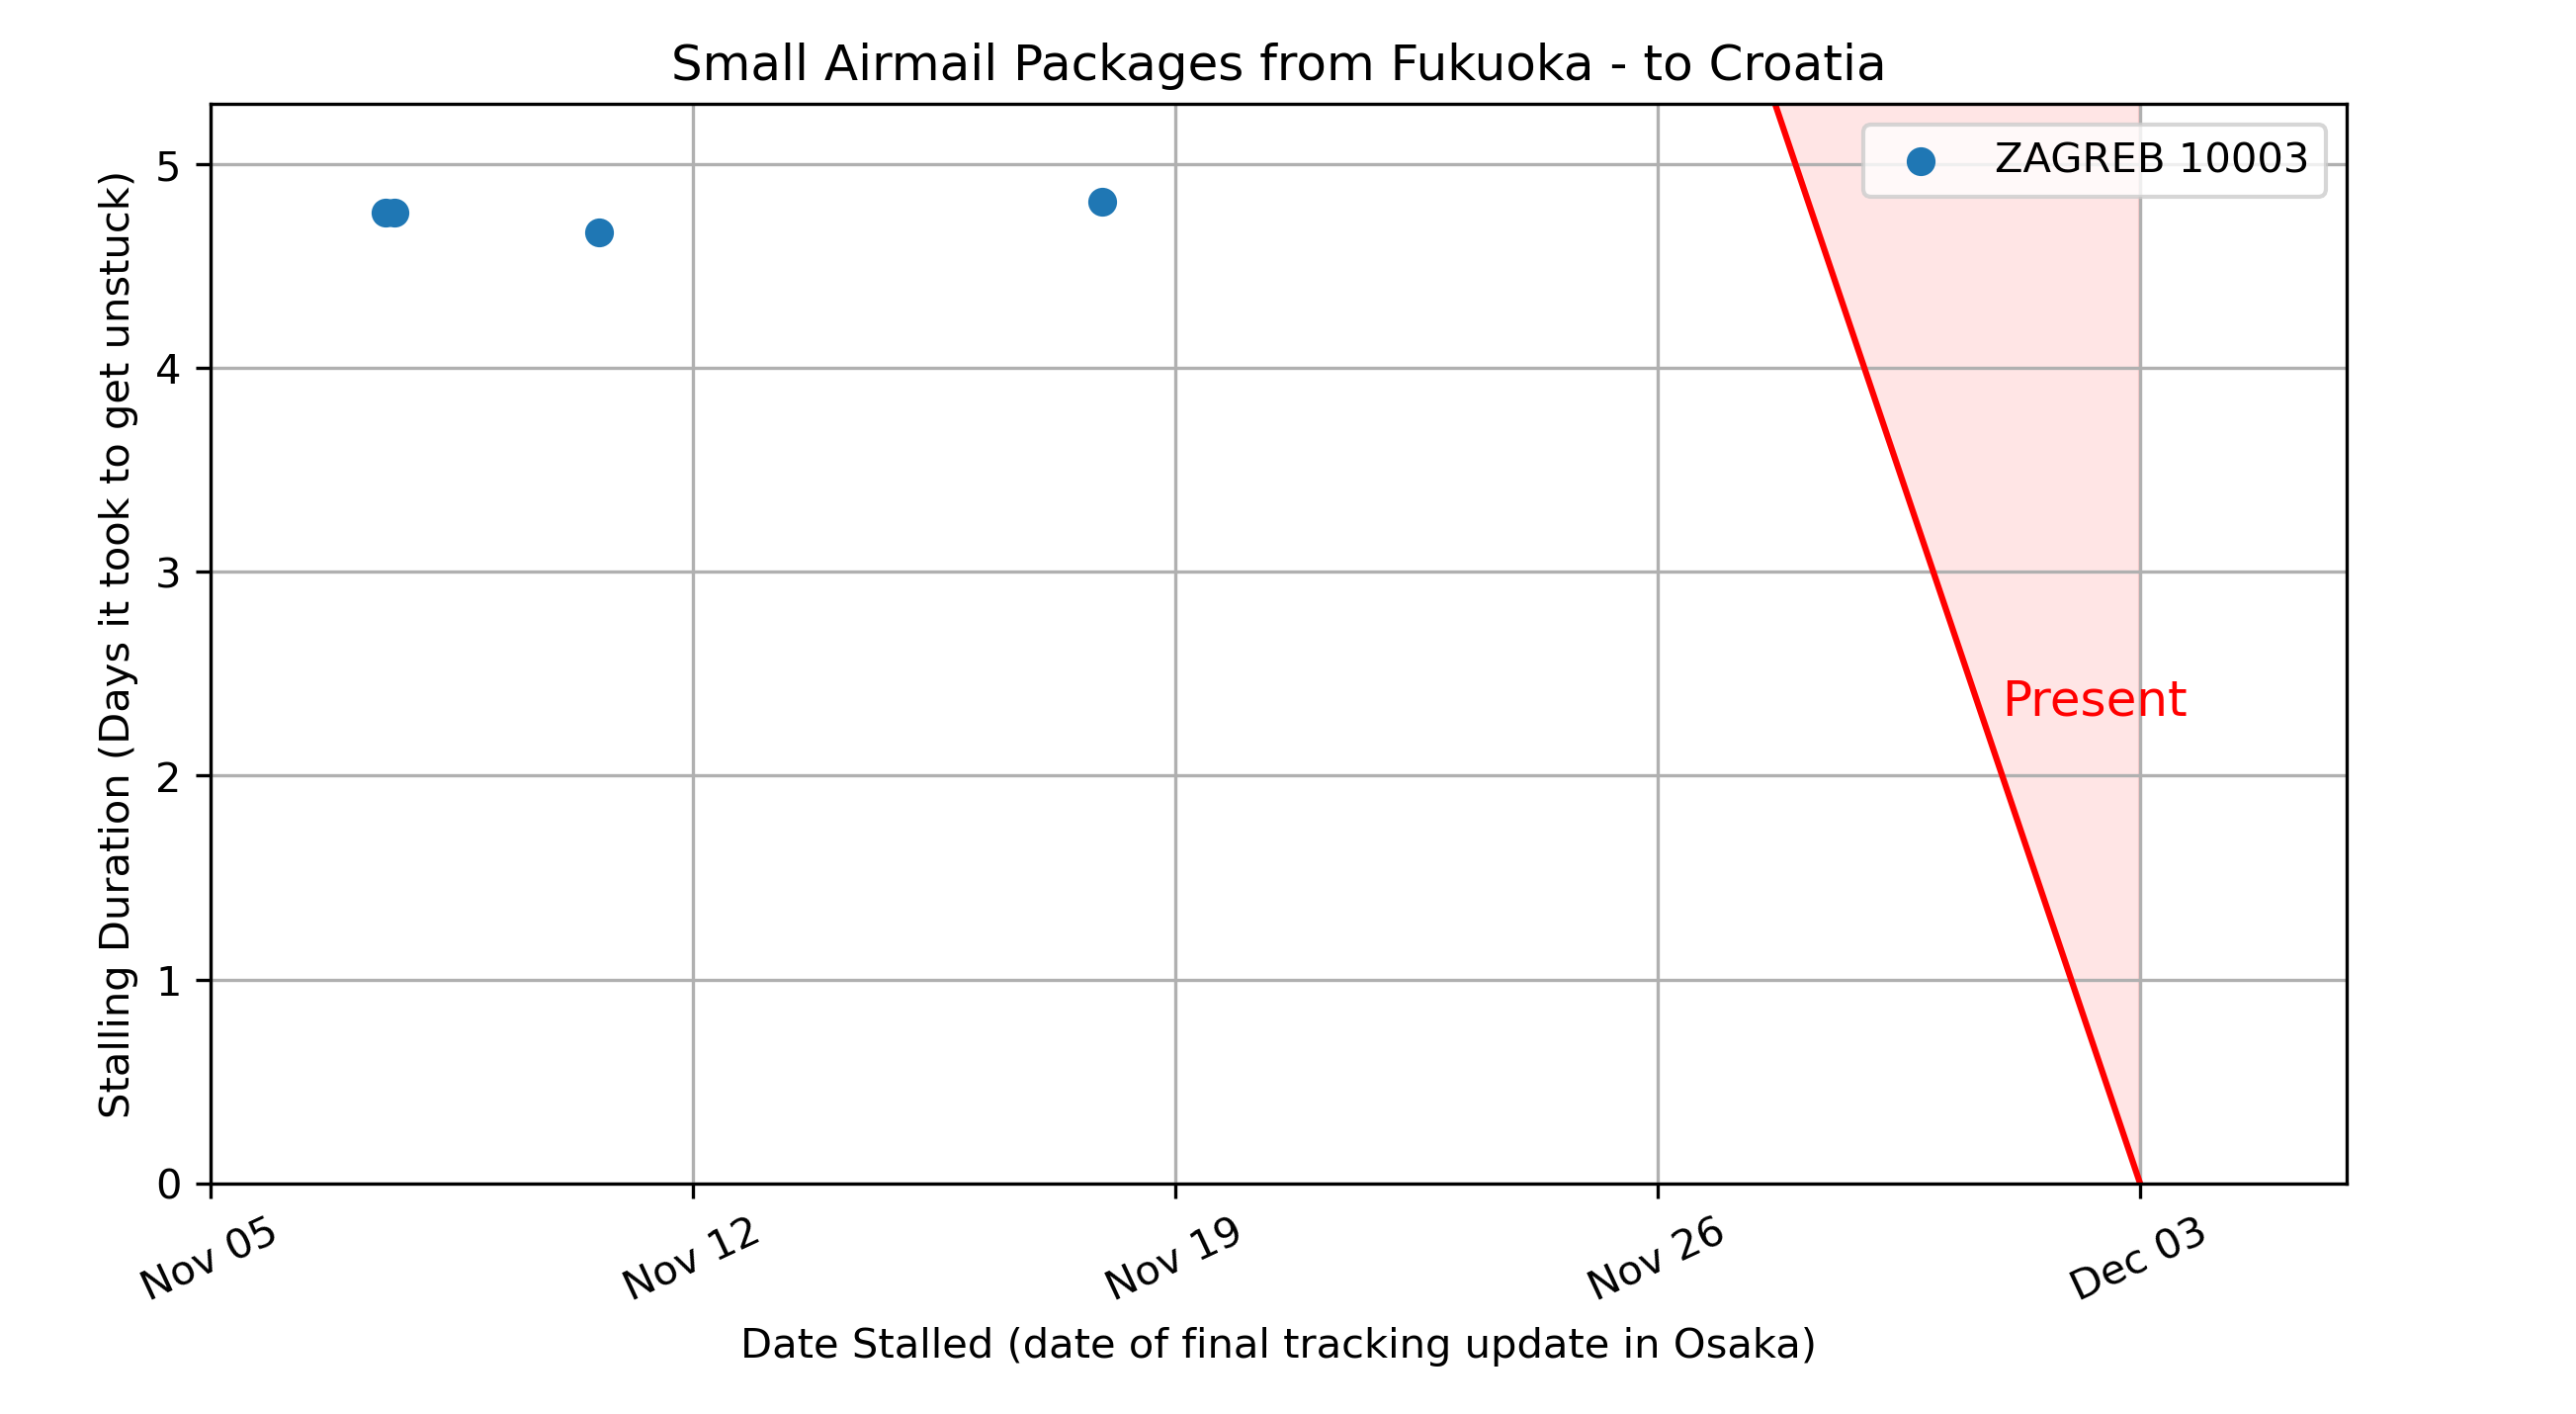 Small Airmail Packages from Fukuoka - to Croatia
ZAGREB 10003
Present
Stalling Duration (Days it took to get unstuck)
5
4
3
2
1
0
Nov 05
Nov 12
Nov 19
Nov 26
Dec 03
Date Stalled (date of final tracking update in Osaka)